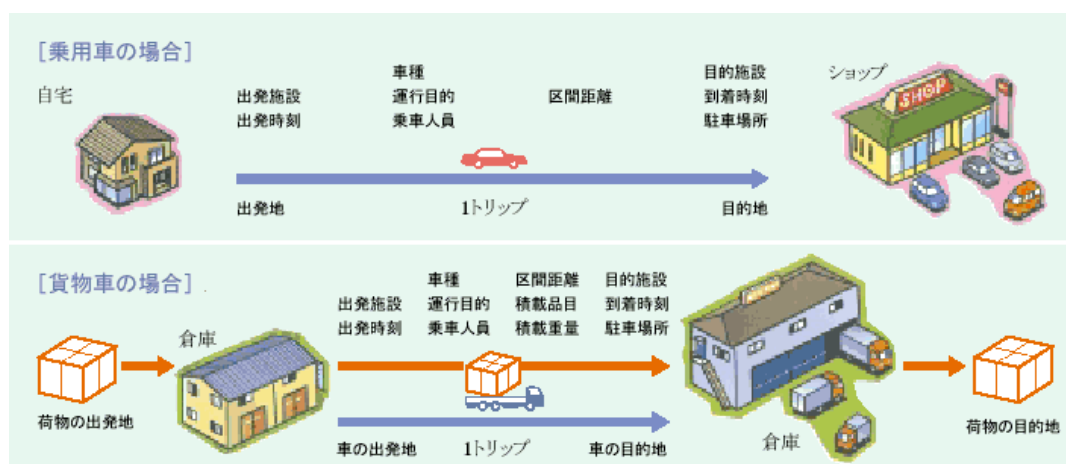 [乗用車の場合]
自宅
出発施設
出発時刻
車種
運行目的
乗車人員
区間距離
目的施設
到着時刻
駐車場所
ショップ
SHOP
出発地
1トリップ
目的地
[貨物車の場合]
荷物の出発地
倉庫
出発施設
出発時刻
車種
運行目的
乗車人員
区間距離
積載品目
積載重量
目的施設
到着時刻
駐車場所
車の出発地
1トリップ
車の目的地
倉庫
荷物の目的地